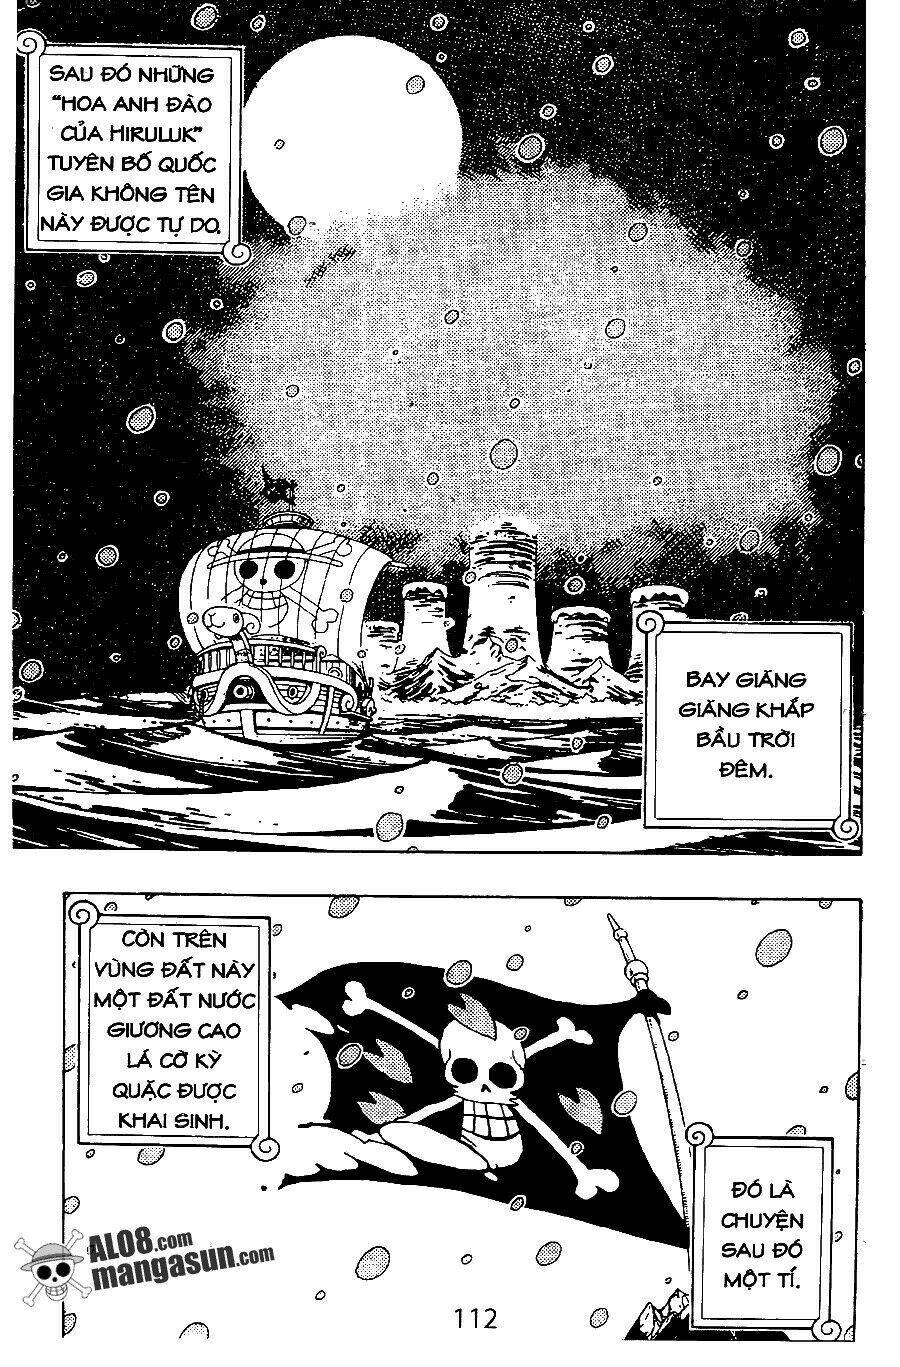 SAU ĐÓ NHỮNG
"HOA ANH ĐÀO
CỦA HIRULUK"
TUYÊN BỐ QUỐC
GIA KHÔNG TÊN
NÀY ĐƯỢC TỰ DO.
BAY GIĂNG
GIĂNG KHẮP
BẦU TRỜI
ĐÊM.
CÒN TRÊN
VÙNG ĐẤT NÀY
MỘT ĐẤT NƯỚC
GIƯƠNG CAO
LÁ CỜ KỲ
QUẶC ĐƯỢC
KHAI SINH.
ĐÓ LÀ
CHUYỆN
SAU ĐÓ
MỘT TÍ.
ALO8.com
mangasun.com
112